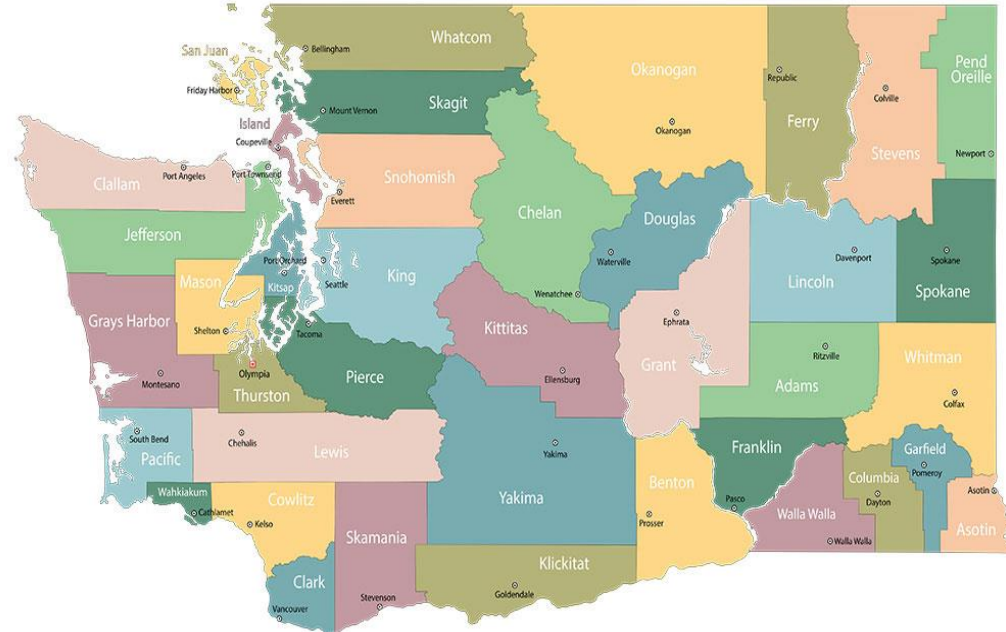 Whatcom
Bellingham
San Juan
Friday Harbor
Skagit
Mount Vernon
Island
Coupeville
Okanogan
Okanogan
Republic
Ferry
Colville
Stevens
Pend
Oreille
Newport
Clallam
Port Angeles
Port Townsend
Snohomish
Everett
Chelan
Wenatchee
Douglas
Waterville
Jefferson
Port Orchard
Kitsap
Seattle
King
Davenport
Lincoln
Spokane
Spokane
Mason
Shelton
Grays Harbor
Montesano
Tacoma
Pierce
Kittitas
Ellensburg
Ephrata
Grant
Ritzville
Adams
Whitman
Colfax
Olympia
Thurston
South Bend
Pacific
Chehalis
Lewis
Yakima
Yakima
Benton
Prosser
Franklin
Pasco
Walla Walla
Walla Walla
Columbia
Dayton
Garfield
Pomeroy
Asotin
Asotin
Wahkiakum
Cathlamet
Cowlitz
Kelso
Skamania
Stevenson
Klickitat
Goldendale
Clark
Vancouver